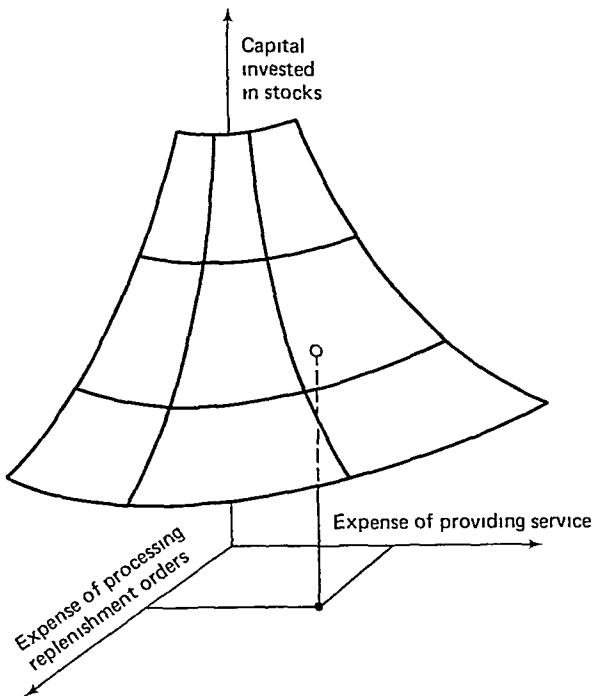 Capital
invested
in stocks
Expense of providing service
Expense of processing
replenishment orders